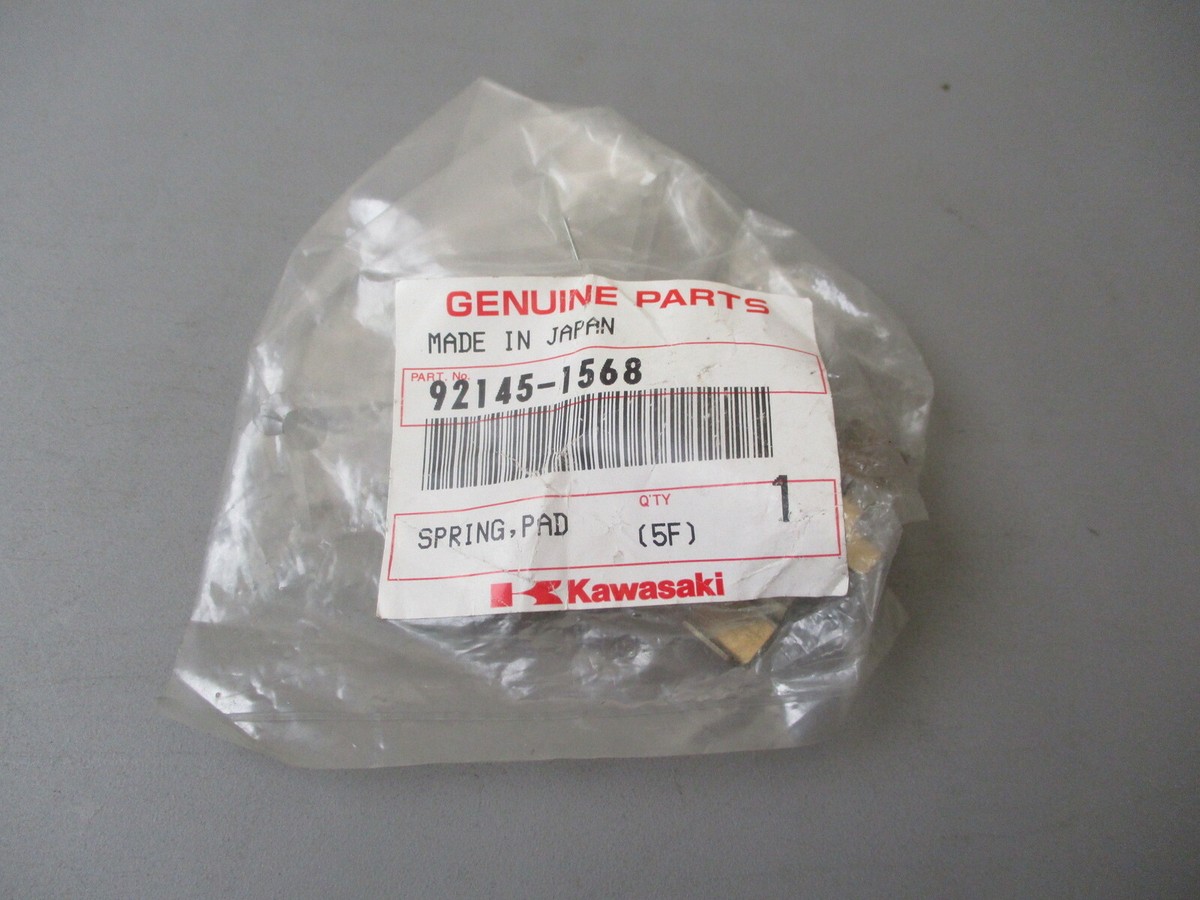 GENUINE PARTS
MADE IN JAPAN
PART. No.
92145-1568
Q'TY 1
SPRING,PAD (5F)
Kawasaki